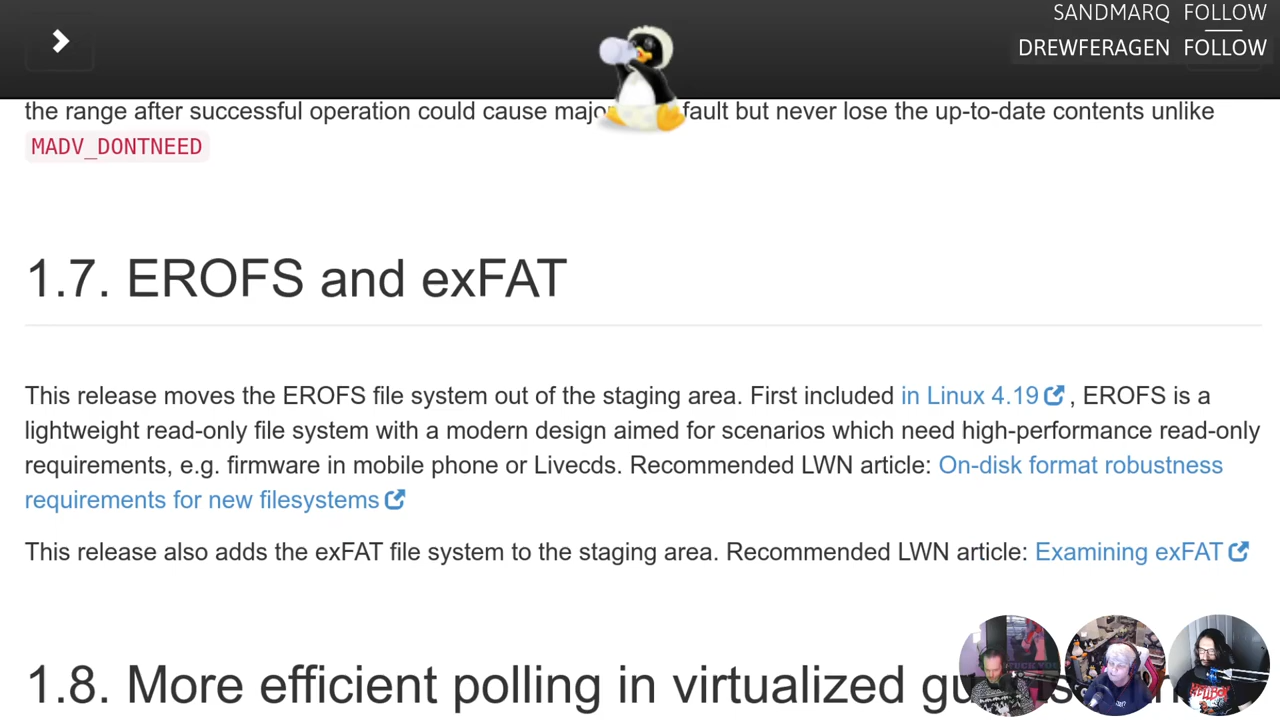 SANDMARQ FOLLOW
DREWFERAGEN FOLLOW
the range after successful operation could cause fault but never lose the up-to-date contents unlike
MADV_DONTNEED
1.7. EROFS and exFAT
This release moves the EROFS file system out of the staging area. First included in Linux 4.19 , EROFS is a
lightweight read-only file system with a modern design aimed for scenarios which need high-performance read-only
requirements, e.g. firmware in mobile phone or Livecds. Recommended LWN article: On-disk format robustness
requirements for new filesystems
This release also adds the exFAT file system to the staging area. Recommended LWN article: Examining exFAT
1.8. More efficient polling in virtualized